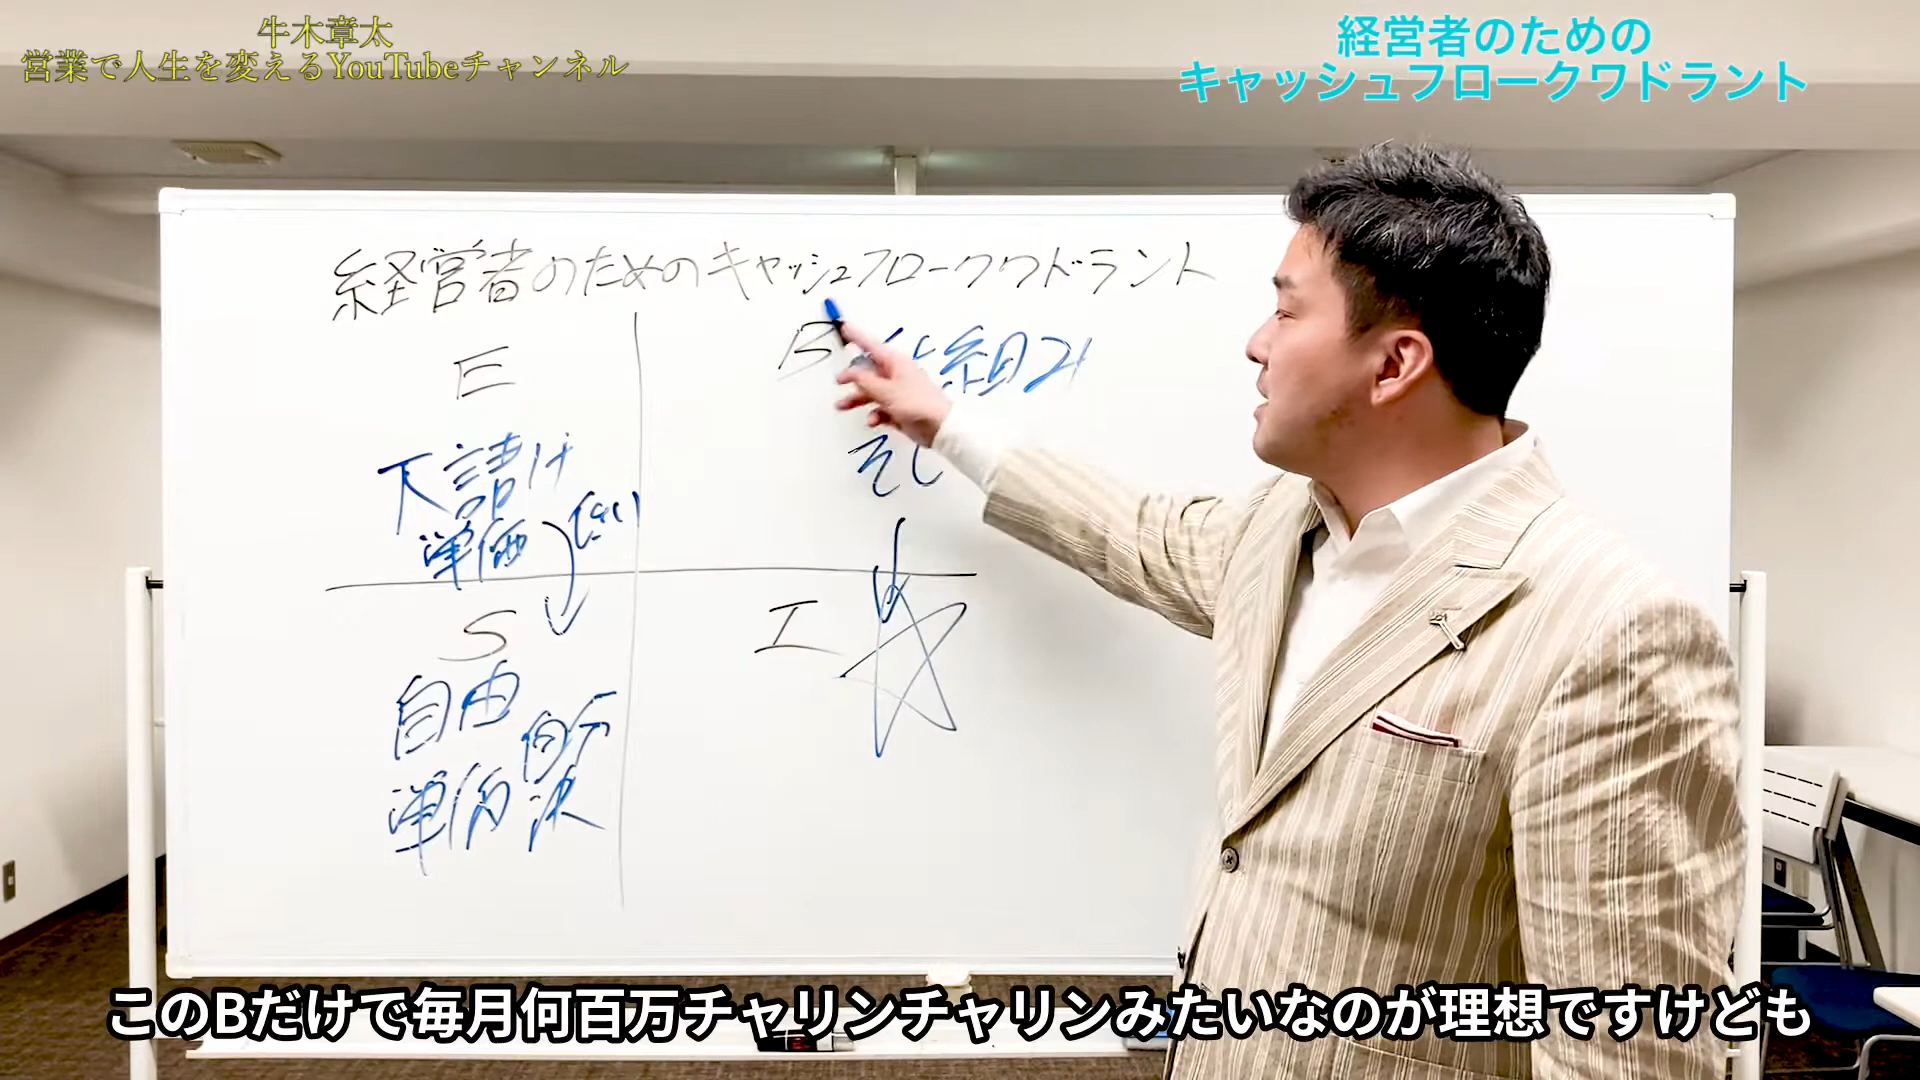 牛木章太
営業で人生を変えるYouTubeチャンネル
経営者のための
キャッシュフロークワドラント
経営者のためのキャッシュフロークワドラント
E
下請け
単価
B
組み
S
自由
自分
単価 決
I
このBだけで毎月何百万チャリンチャリンみたいなのが理想ですけども